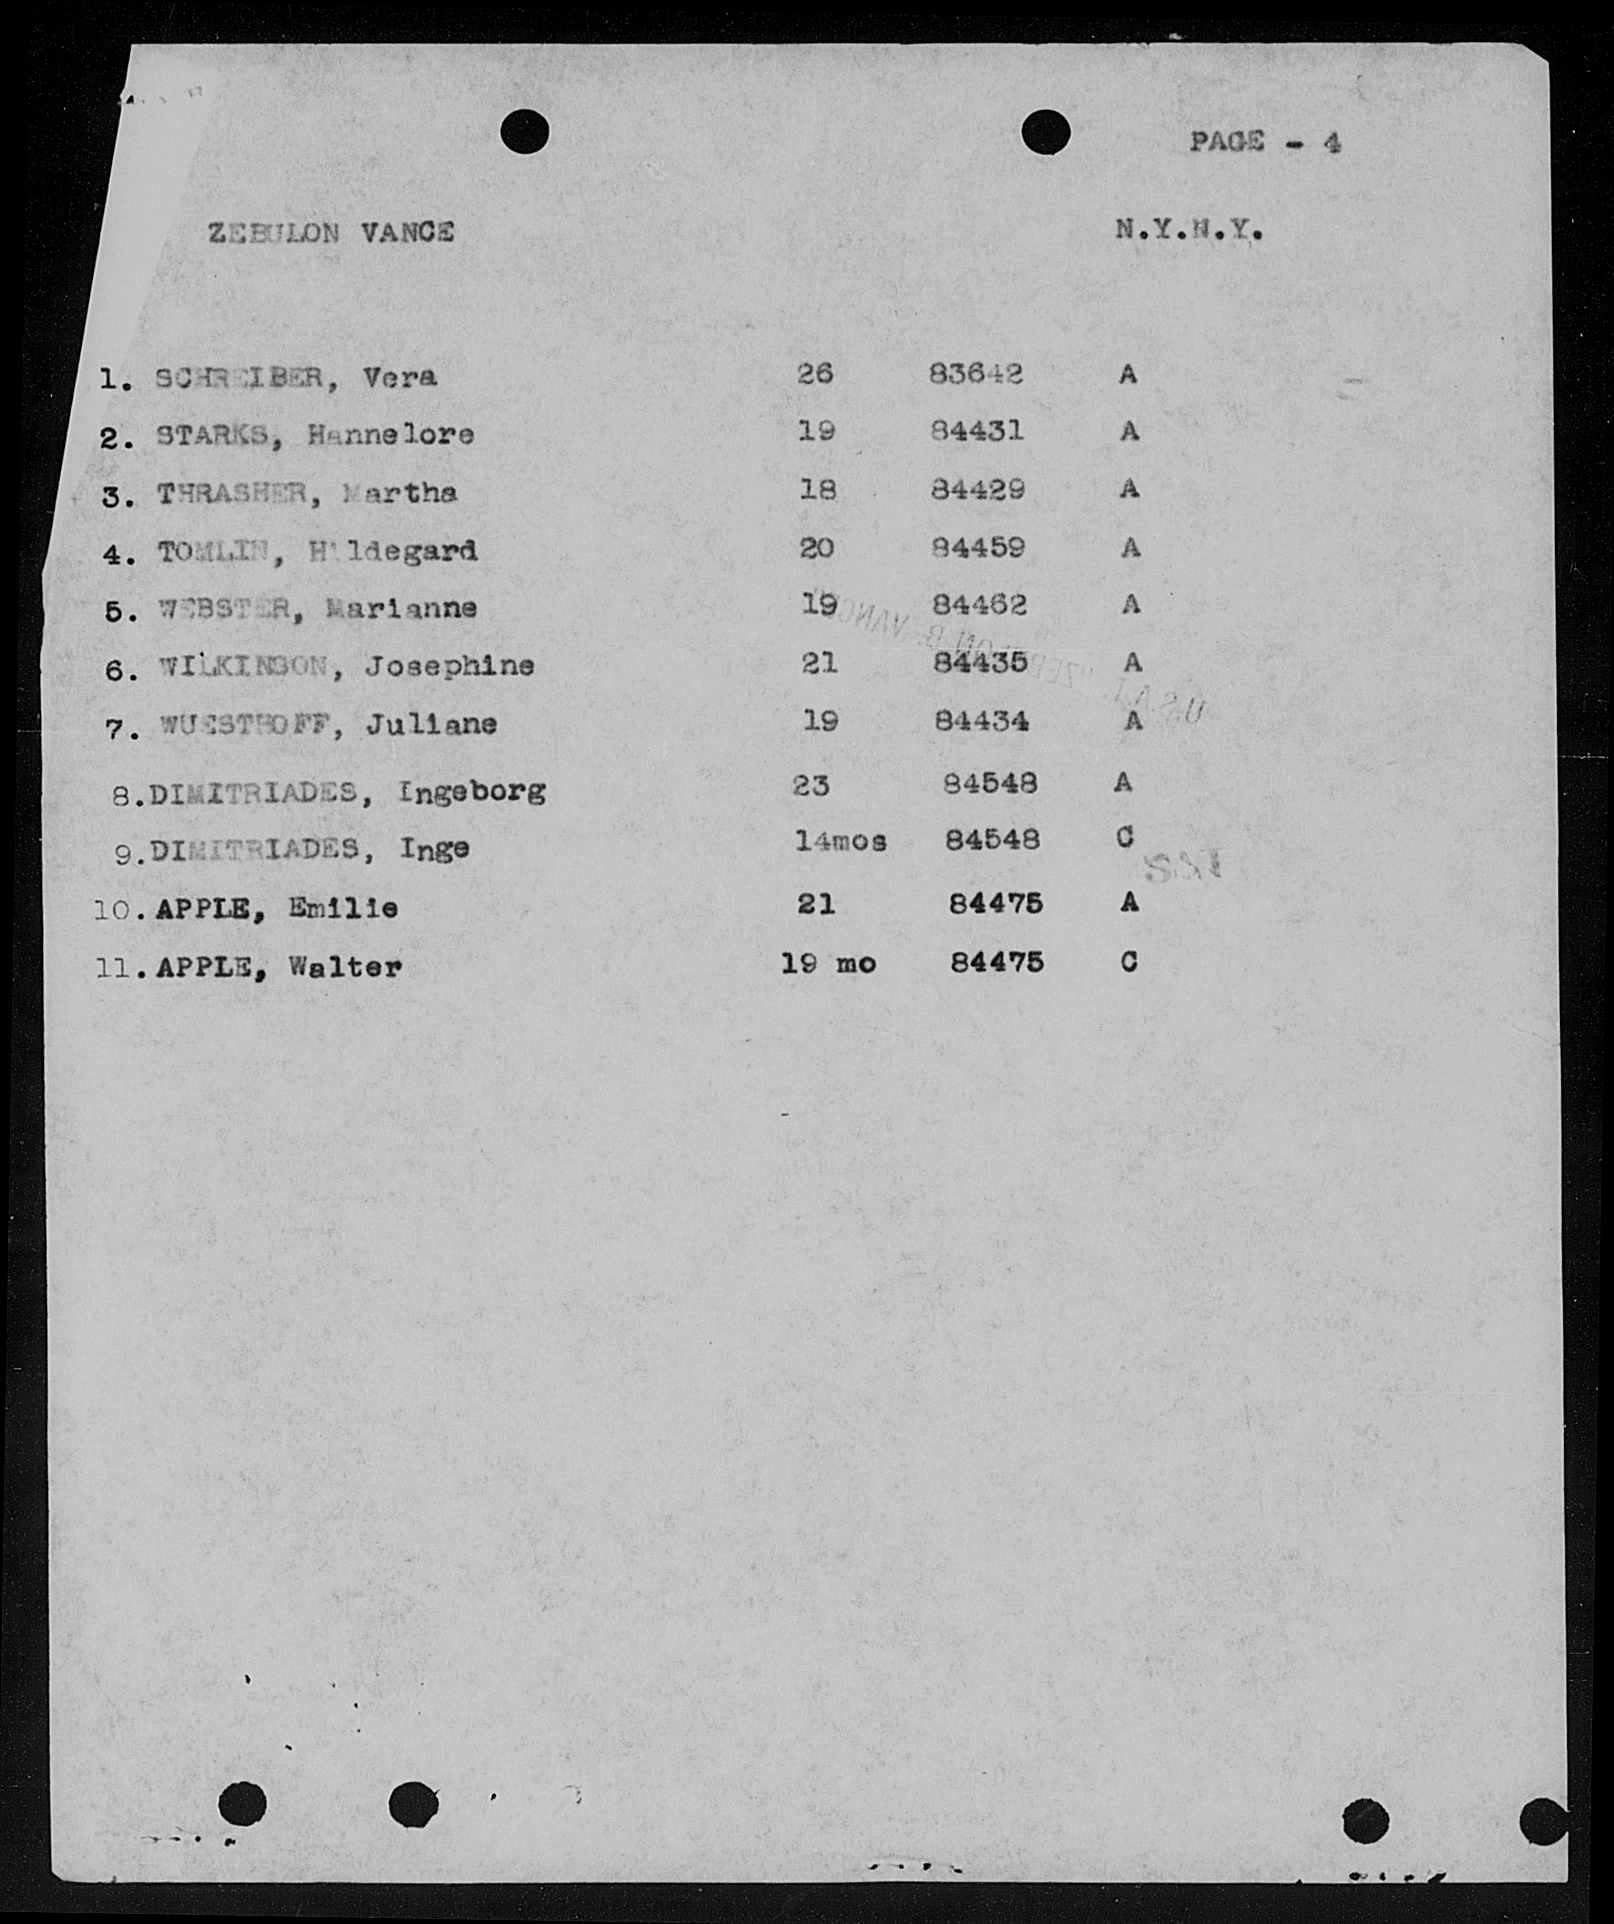 PAGE - 4
ZEBULON VANCE N.Y.N.Y.
1. SCHREIBER, Vera 26 83642 A
2. STARKS, Hannelore 19 84431 A
3. THRASHER, Martha 18 84429 A
4. TOMLIN, Hildegard 20 84459 A
5. WEBSTER, Marianne 19 84462 A
6. WILKINSON, Josephine 21 84435 A
7. WUESTHOFF, Juliane 19 84434 A
8. DIMITRIADES, Ingeborg 23 84548 A
9. DIMITRIADES, Inge 14mos 84548 C
10. APPLE, Emilie 21 84475 A
11. APPLE, Walter 19 mo 84475 C